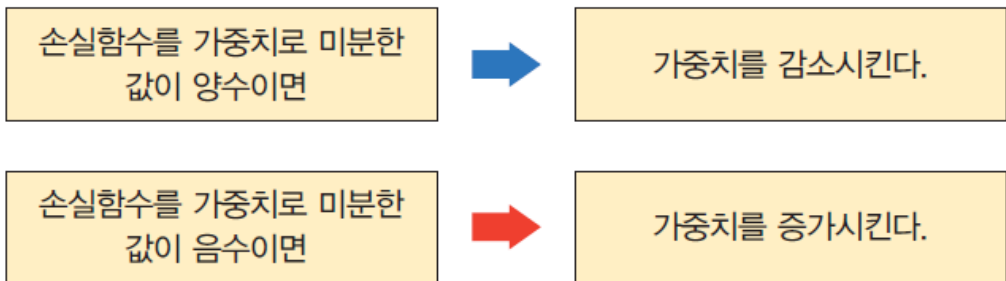 손실함수를 가중치로 미분한
값이 양수이면
가중치를 감소시킨다.
손실함수를 가중치로 미분한
값이 음수이면
가중치를 증가시킨다.